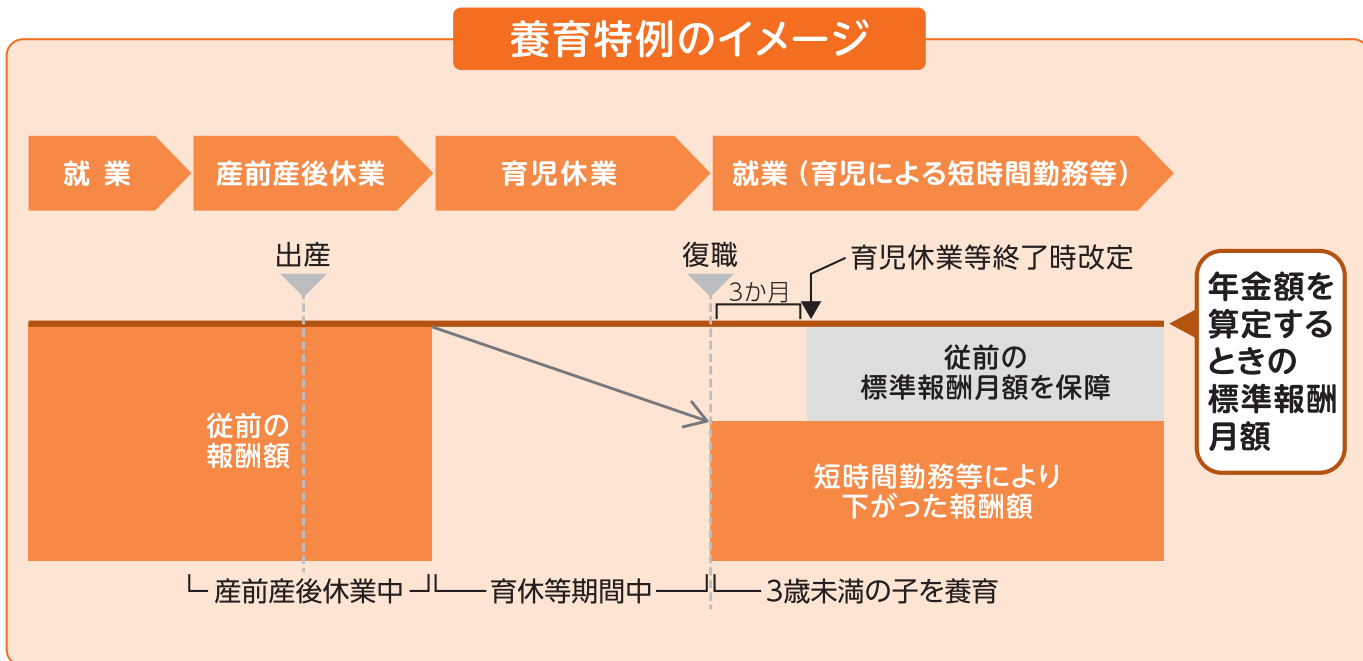 養育特例のイメージ
就 業
産前産後休業
育児休業
就業（育児による短時間勤務等）
出産
復職
3か月
育児休業等終了時改定
年金額を
算定する
ときの
標準報酬
月額
従前の
標準報酬月額を保障
従前の
報酬額
短時間勤務等により
下がった報酬額
産前産後休業中
育休等期間中
3歳未満の子を養育